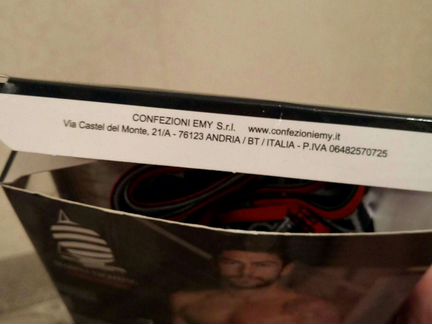 CONFEZIONI EMY S.r.l. www.confezioniemy.it
Via Castel del Monte, 21/A - 76123 ANDRIA / BT / ITALIA - P.IVA 06482570725